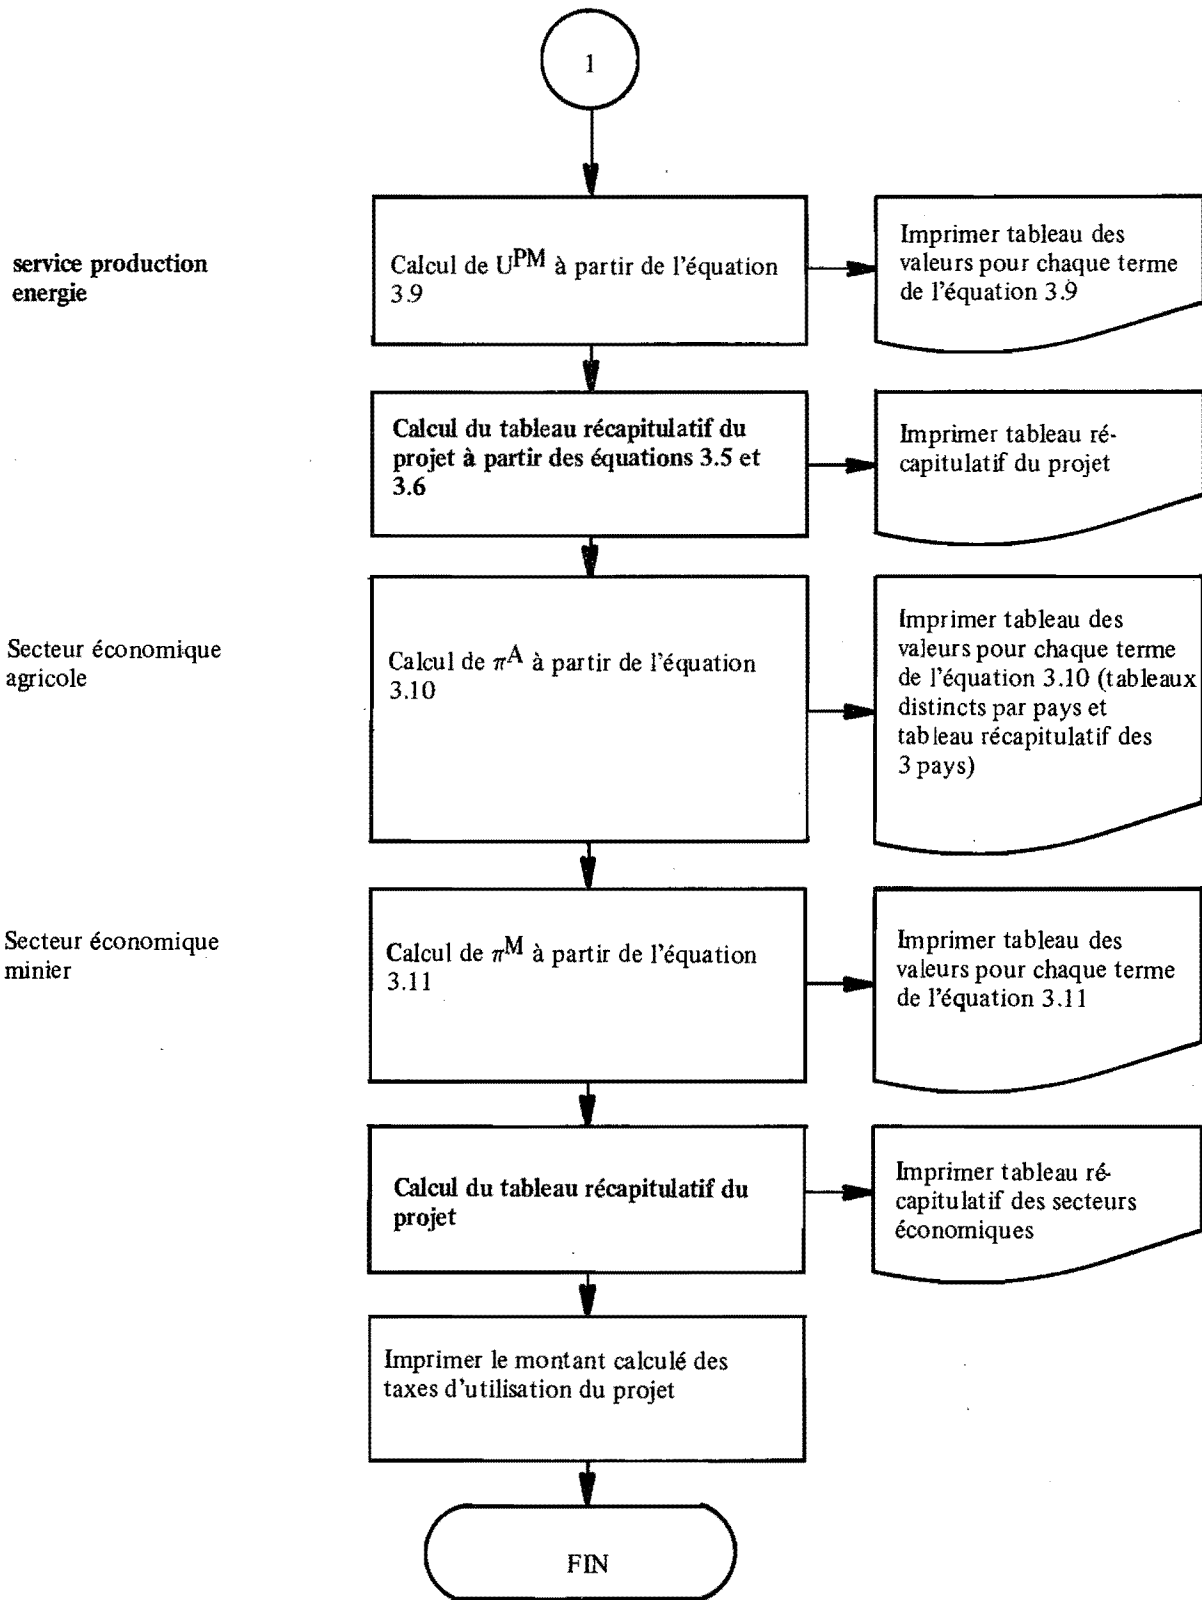 1
service production
energie
Calcul de U^PM à partir de l'équation
3.9
Imprimer tableau des
valeurs pour chaque terme
de l'équation 3.9
Calcul du tableau récapitulatif du
projet à partir des équations 3.5 et
3.6
Imprimer tableau ré-
capitulatif du projet
Secteur économique
agricole
Calcul de π^A à partir de l'équation
3.10
Imprimer tableau des
valeurs pour chaque terme
de l'équation 3.10 (tableaux
distincts par pays et
tableau récapitulatif des
3 pays)
Secteur économique
minier
Calcul de π^M à partir de l'équation
3.11
Imprimer tableau des
valeurs pour chaque terme
de l'équation 3.11
Calcul du tableau récapitulatif du
projet
Imprimer tableau ré-
capitulatif des secteurs
économiques
Imprimer le montant calculé des
taxes d'utilisation du projet
FIN